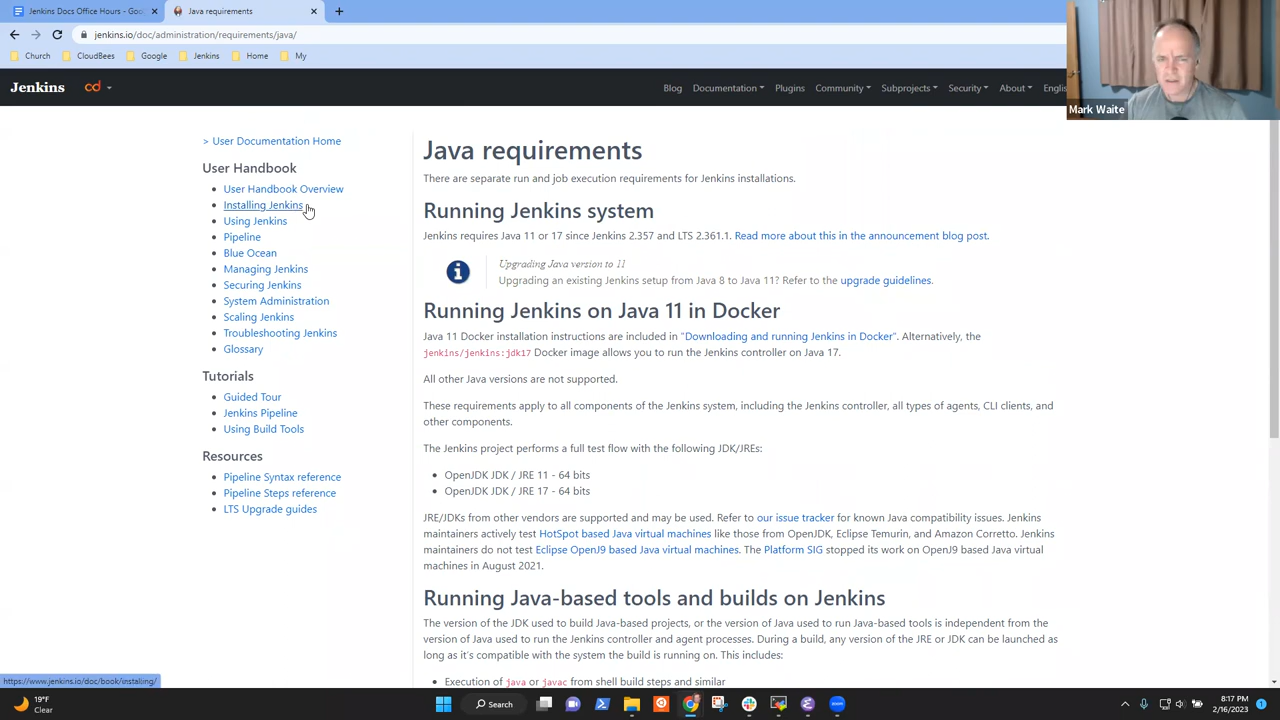 Jenkins Docs Office Hours - Goo
Java requirements
jenkins.io/doc/administration/requirements/java/
Church
CloudBees
Google
Jenkins
Home
My
Jenkins
cd
Blog
Documentation
Plugins
Community
Subprojects
Security
About
Mark Waite
> User Documentation Home
User Handbook
User Handbook Overview
Installing Jenkins
Using Jenkins
Pipeline
Blue Ocean
Managing Jenkins
Securing Jenkins
System Administration
Scaling Jenkins
Troubleshooting Jenkins
Glossary
Tutorials
Guided Tour
Jenkins Pipeline
Using Build Tools
Resources
Pipeline Syntax reference
Pipeline Steps reference
LTS Upgrade guides
Java requirements
There are separate run and job execution requirements for Jenkins installations.
Running Jenkins system
Jenkins requires Java 11 or 17 since Jenkins 2.357 and LTS 2.361.1. Read more about this in the announcement blog post.
Upgrading Java version to 11
Upgrading an existing Jenkins setup from Java 8 to Java 11? Refer to the upgrade guidelines.
Running Jenkins on Java 11 in Docker
Java 11 Docker installation instructions are included in "Downloading and running Jenkins in Docker". Alternatively, the
jenkins/jenkins:jdk17 Docker image allows you to run the Jenkins controller on Java 17.
All other Java versions are not supported.
These requirements apply to all components of the Jenkins system, including the Jenkins controller, all types of agents, CLI clients, and
other components.
The Jenkins project performs a full test flow with the following JDK/JREs:
OpenJDK JDK / JRE 11 - 64 bits
OpenJDK JDK / JRE 17 - 64 bits
JRE/JDKs from other vendors are supported and may be used. Refer to our issue tracker for known Java compatibility issues. Jenkins
maintainers actively test HotSpot based Java virtual machines like those from OpenJDK, Eclipse Temurin, and Amazon Corretto. Jenkins
maintainers do not test Eclipse OpenJ9 based Java virtual machines. The Platform SIG stopped its work on OpenJ9 based Java virtual
machines in August 2021.
Running Java-based tools and builds on Jenkins
The version of the JDK used to build Java-based projects, or the version of Java used to run Java-based tools is independent from the
version of Java used to run the Jenkins controller and agent processes. During a build, any version of the JRE or JDK can be launched as
long as it's compatible with the system the build is running on. This includes:
Execution of java or javac from shell build steps and similar
https://www.jenkins.io/doc/book/installing/
19°F
Clear
Search
8:17 PM
2/16/2023